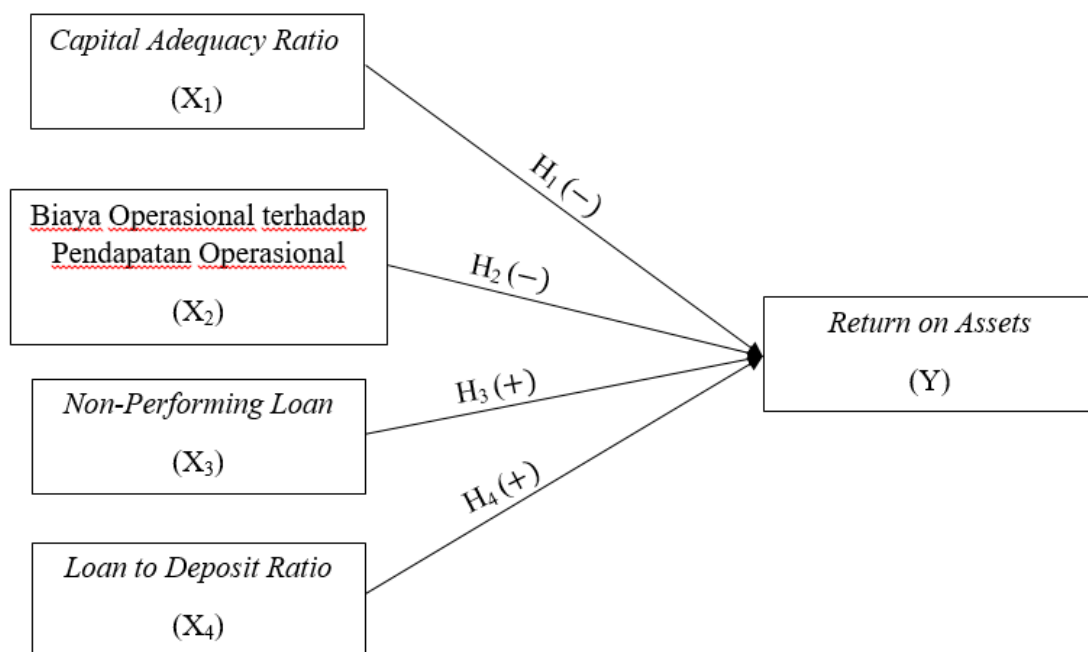 Capital Adequacy Ratio
(X₁)
H₁ (−)
Biaya Operasional terhadap
Pendapatan Operasional
(X₂)
H₂ (−)
Return on Assets
(Y)
Non-Performing Loan
(X₃)
H₃ (+)
Loan to Deposit Ratio
(X₄)
H₄ (+)